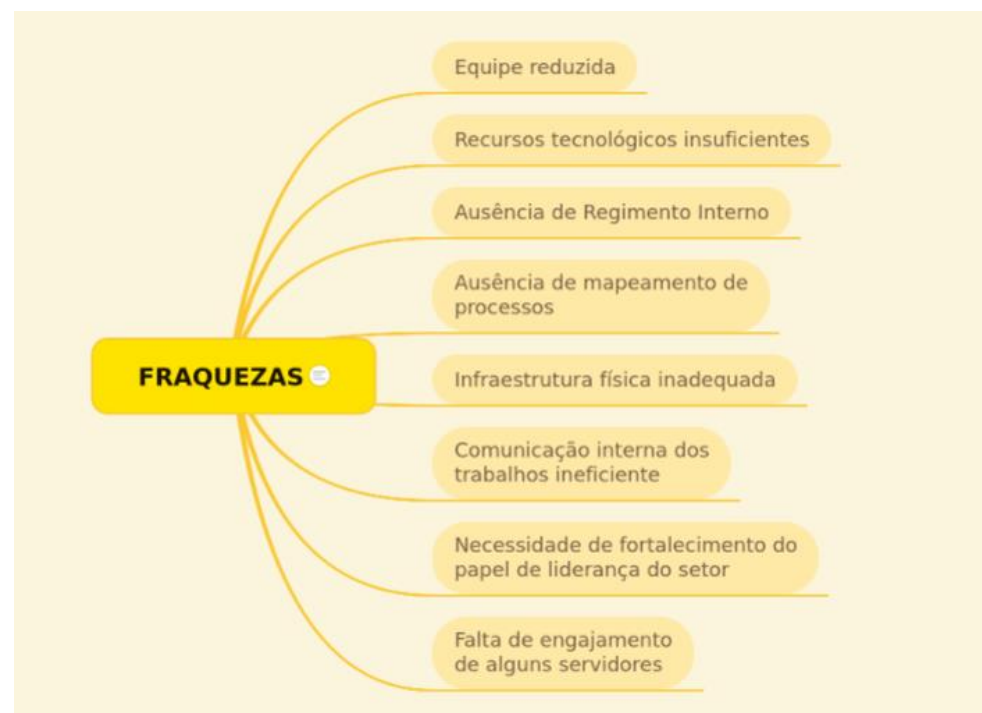 Equipe reduzida
Recursos tecnológicos insuficientes
Ausência de Regimento Interno
Ausência de mapeamento de
processos
FRAQUEZAS
Infraestrutura física inadequada
Comunicação interna dos
trabalhos ineficiente
Necessidade de fortalecimento do
papel de liderança do setor
Falta de engajamento
de alguns servidores